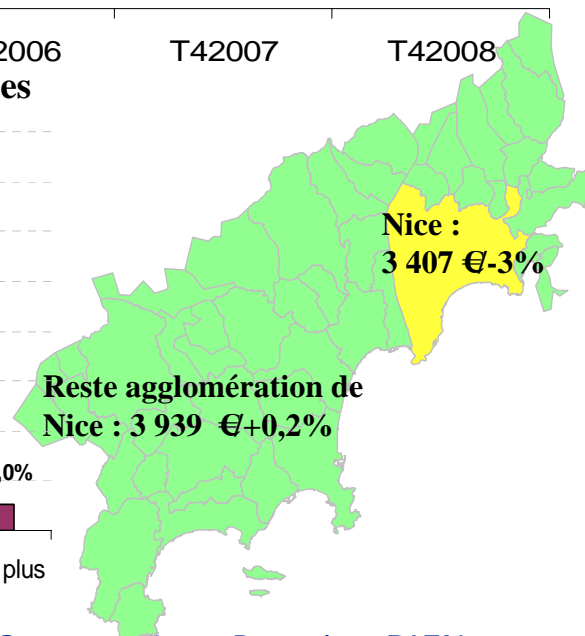 2006 T42007 T42008
es
Nice :
3 407 €/-3%
Reste agglomération de
Nice : 3 939 €/+0,2%
,0%
plus